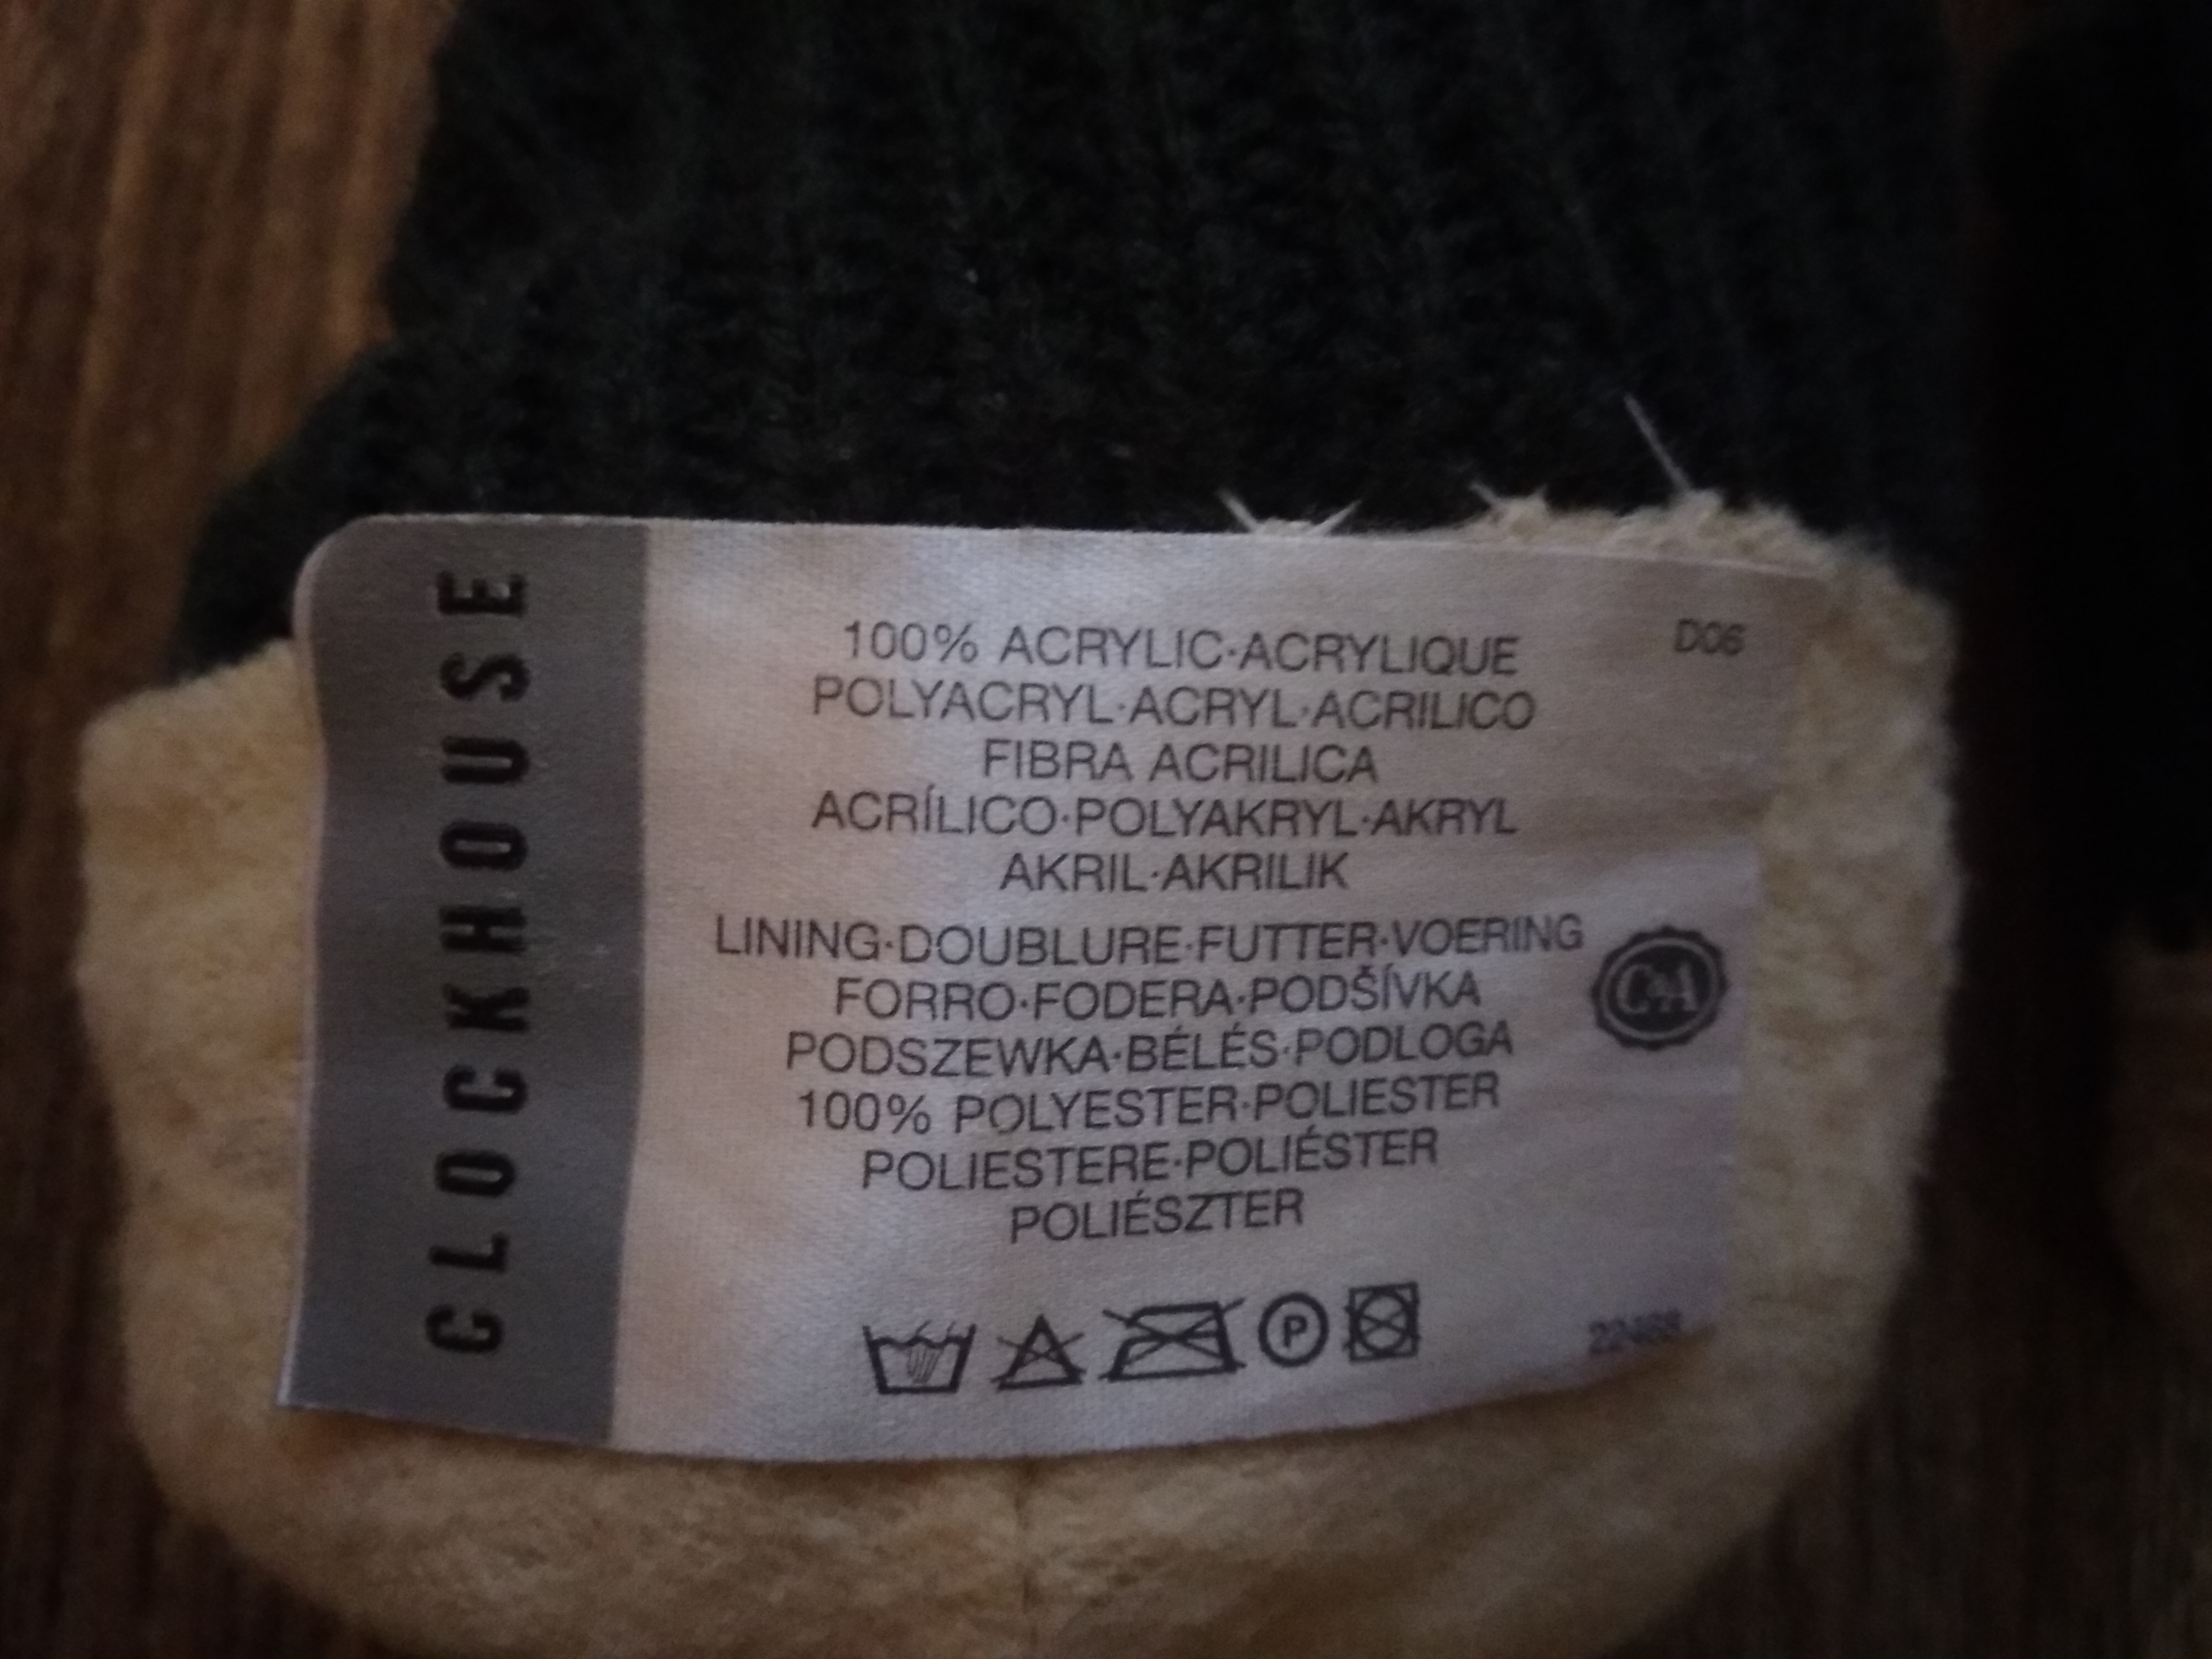 CLOCKHOUSE
D06
100% ACRYLIC·ACRYLIQUE
POLYACRYL·ACRYL·ACRILICO
FIBRA ACRILICA
ACRÍLICO·POLYAKRYL·AKRYL
AKRIL·AKRILIK
LINING·DOUBLURE·FUTTER·VOERING
FORRO·FODERA·PODŠÍVKA
PODSZEWKA·BÉLÉS·PODLOGA
100% POLYESTER·POLIESTER
POLIESTERE·POLIÉSTER
POLIÉSZTER
C&A
P